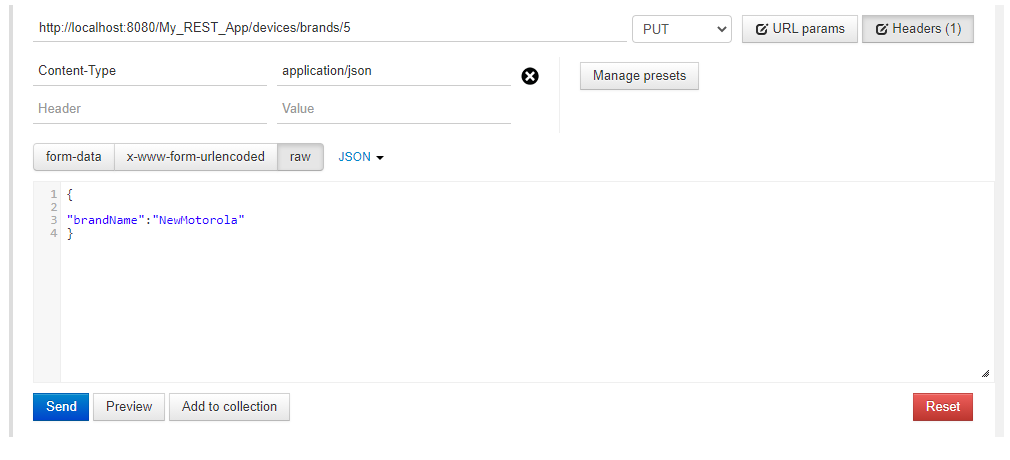 http://localhost:8080/My_REST_App/devices/brands/5 PUT URL params Headers (1)
Content-Type application/json Manage presets
Header Value
form-data x-www-form-urlencoded raw JSON
1 {
2
3 "brandName":"NewMotorola"
4 }
Send Preview Add to collection Reset